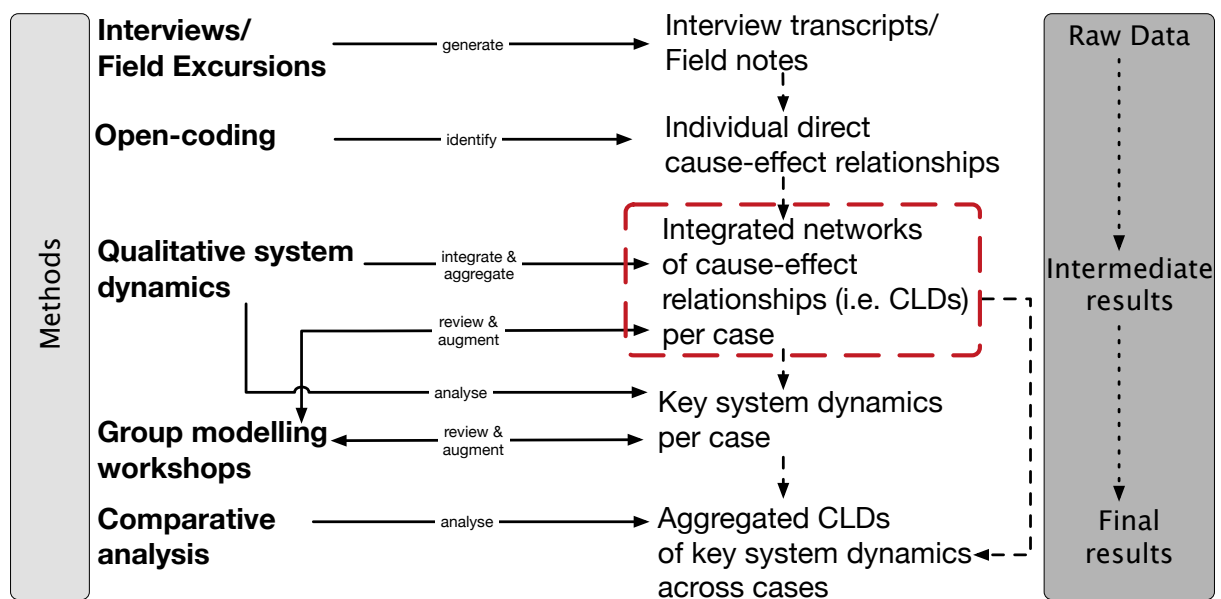 Methods
Interviews/
Field Excursions
generate
Interview transcripts/
Field notes
Open-coding
identify
Individual direct
cause-effect relationships
Qualitative system
dynamics
integrate &
aggregate
Integrated networks
of cause-effect
relationships (i.e. CLDs)
per case
review &
augment
analyse
Key system dynamics
per case
Group modelling
workshops
review &
augment
Comparative
analysis
analyse
Aggregated CLDs
of key system dynamics
across cases
Raw Data
Intermediate
results
Final
results